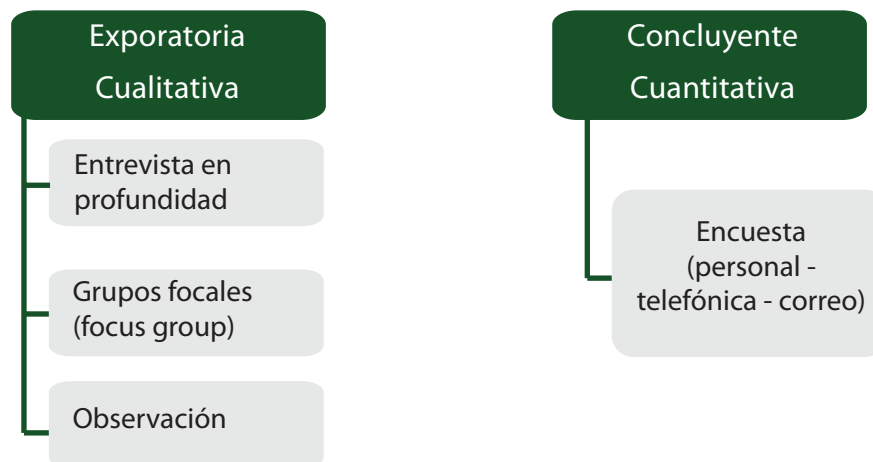 Exporatoria
Cualitativa
Entrevista en
profundidad
Grupos focales
(focus group)
Observación
Concluyente
Cuantitativa
Encuesta
(personal -
telefónica - correo)